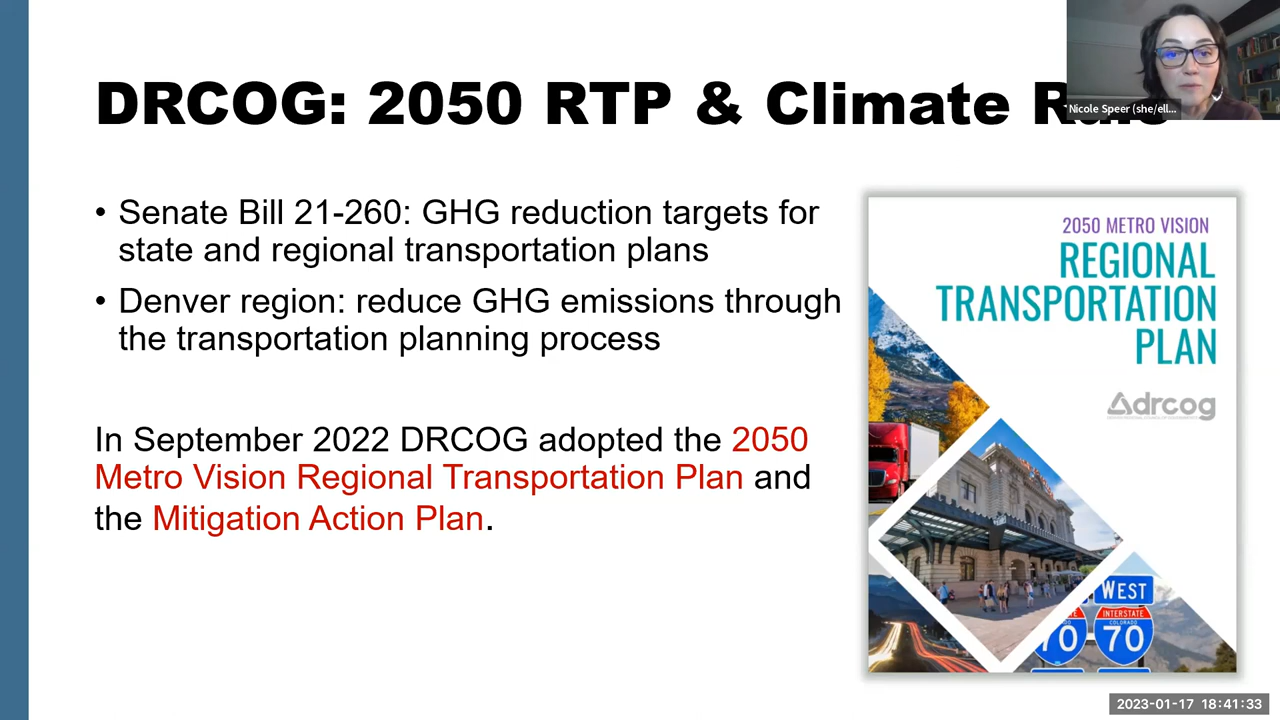 DRCOG: 2050 RTP & Climate
Nicole Speer (she/ell...
• Senate Bill 21-260: GHG reduction targets for
state and regional transportation plans
• Denver region: reduce GHG emissions through
the transportation planning process
In September 2022 DRCOG adopted the 2050
Metro Vision Regional Transportation Plan and
the Mitigation Action Plan.
2050 METRO VISION
REGIONAL
TRANSPORTATION
PLAN
drcog
WEST
INTERSTATE
COLORADO
70
70
2023-01-17 18:41:33